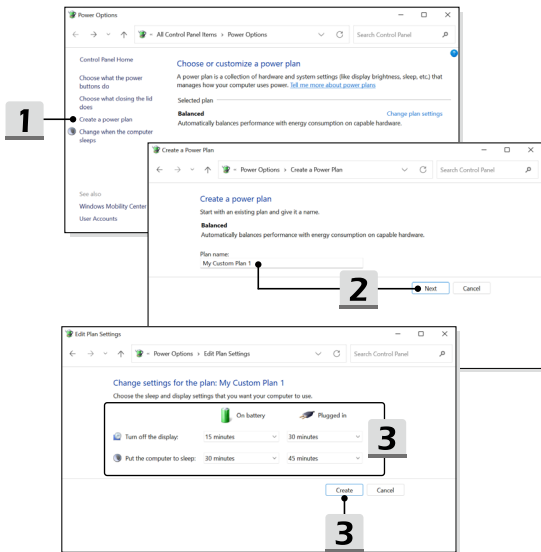 Power Options
All Control Panel Items > Power Options
Search Control Panel
Control Panel Home
Choose what the power
buttons do
Choose what closing the lid
does
Create a power plan
Change when the computer
sleeps
See also
Windows Mobility Center
User Accounts
Choose or customize a power plan
A power plan is a collection of hardware and system settings (like display brightness, sleep, etc.) that
manages how your computer uses power. Tell me more about power plans
Selected plan
Balanced
Change plan settings
Automatically balances performance with energy consumption on capable hardware.
1
Create a Power Plan
Power Options > Create a Power Plan
Search Control Panel
Create a power plan
Start with an existing plan and give it a name.
Balanced
Automatically balances performance with energy consumption on capable hardware.
Plan name:
My Custom Plan 1
2
Next
Cancel
Edit Plan Settings
Power Options > Edit Plan Settings
Search Control Panel
Change settings for the plan: My Custom Plan 1
Choose the sleep and display settings that you want your computer to use.
On battery
Plugged in
Turn off the display:
15 minutes
30 minutes
Put the computer to sleep:
30 minutes
45 minutes
3
Create
Cancel
3